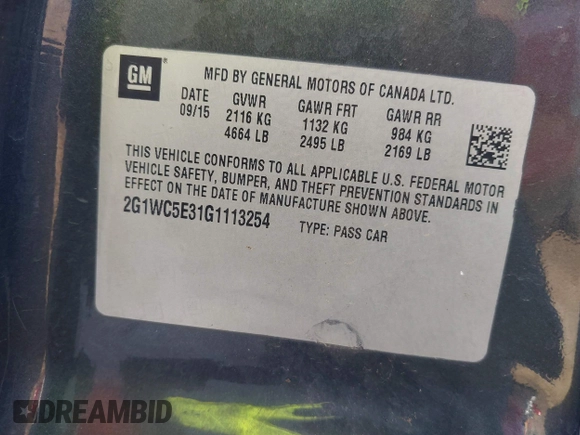 GM ®
MFD BY GENERAL MOTORS OF CANADA LTD.
DATE GVWR GAWR FRT GAWR RR
09/15 2116 KG 1132 KG 984 KG
4664 LB 2495 LB 2169 LB
THIS VEHICLE CONFORMS TO ALL APPLICABLE U.S. FEDERAL MOTOR
VEHICLE SAFETY, BUMPER, AND THEFT PREVENTION STANDARDS IN
EFFECT ON THE DATE OF MANUFACTURE SHOWN ABOVE.
2G1WC5E31G1113254 TYPE: PASS CAR
DREAMBID